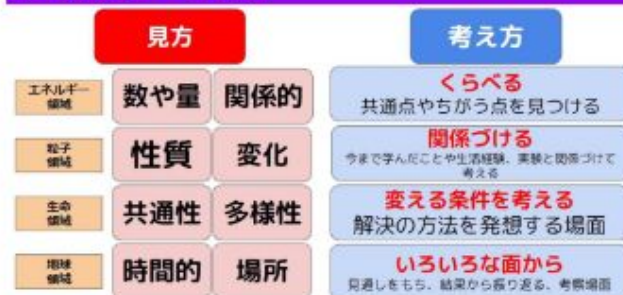 見方
考え方
エネルギー
領域
数や量
関係的
くらべる
共通点やちがう点を見つける
粒子
領域
性質
変化
関係づける
今まで学んだことや生活経験、実験と関係づけて
考える
生命
領域
共通性
多様性
変える条件を考える
解決の方法を発想する場面
地球
領域
時間的
場所
いろいろな面から
見通しをもち、結果から振り返る、考察場面